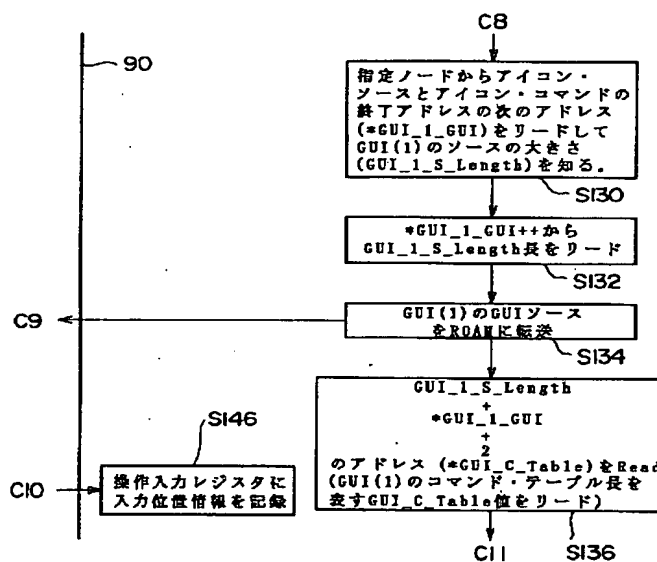 C8
90
指定ノードからアイコン・
ソースとアイコン・コマンドの
終了アドレスの次のアドレス
(*GUI_1_GUI)をリードして
GUI(1)のソースの大きさ
(GUI_1_S_Length)を知る。
S130
*GUI_1_GUI++から
GUI_1_S_Length長をリード
S132
C9
GUI(1)のGUIソース
をROAMに転送
S134
GUI_1_S_Length
+
*GUI_1_GUI
+
2
のアドレス(*GUI_C_Table)をRead
(GUI(1)のコマンド・テーブル長を
表すGUI_C_Table値をリード)
S136
S146
C10
操作入力レジスタに
入力位置情報を記録
C11